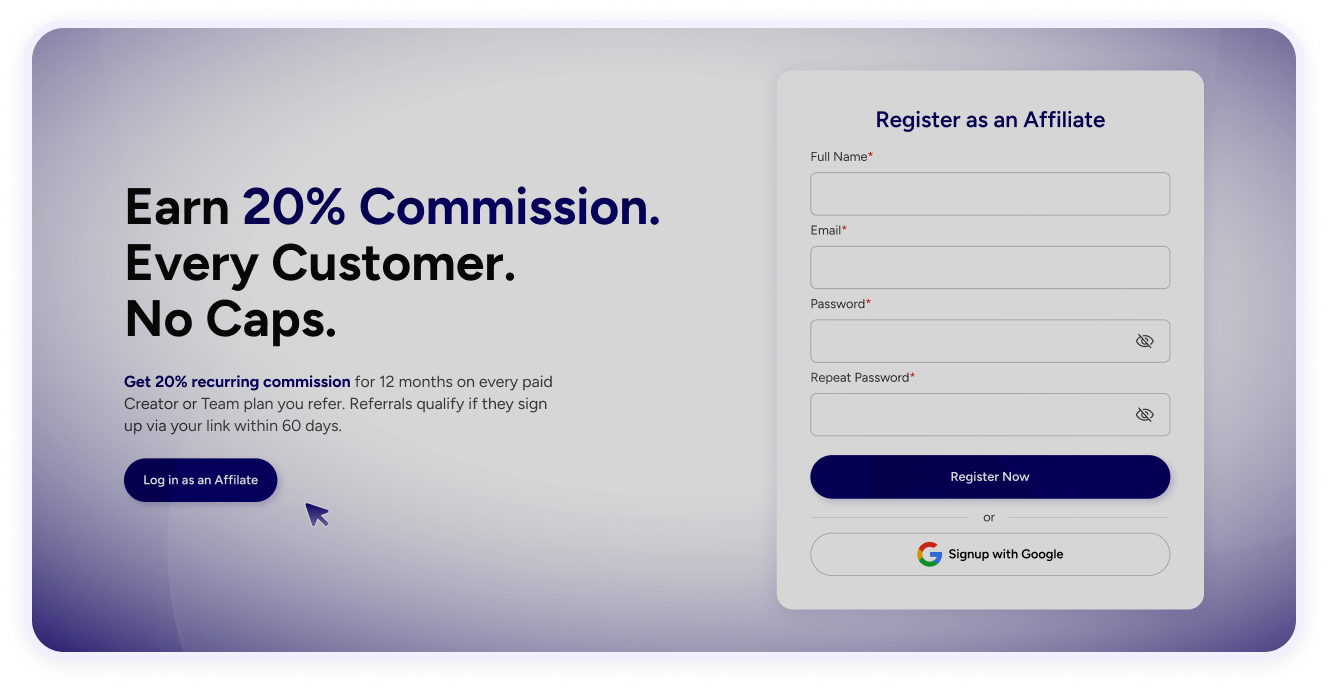 Earn 20% Commission.
Every Customer.
No Caps.
Get 20% recurring commission for 12 months on every paid
Creator or Team plan you refer. Referrals qualify if they sign
up via your link within 60 days.
Log in as an Affilate
Register as an Affiliate
Full Name*
Email*
Password*
Repeat Password*
Register Now
or
Signup with Google